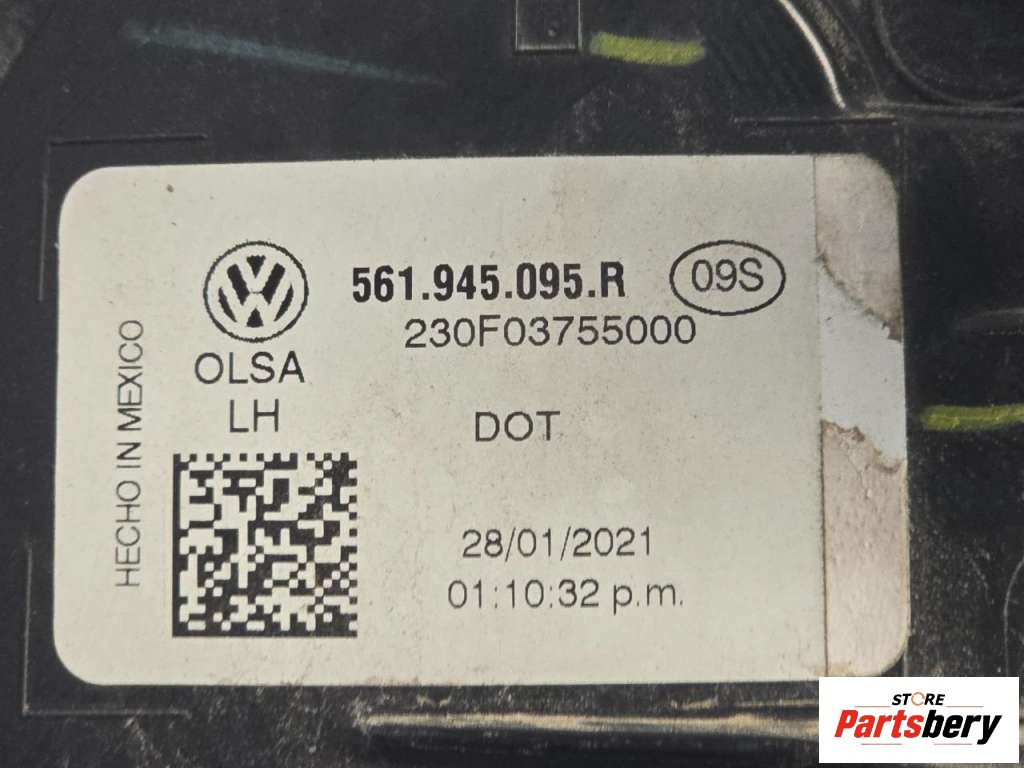 561.945.095.R 09S
230F03755000
OLSA
LH
DOT
HECHO IN MEXICO
28/01/2021
01:10:32 p.m.
STORE
Partsbery